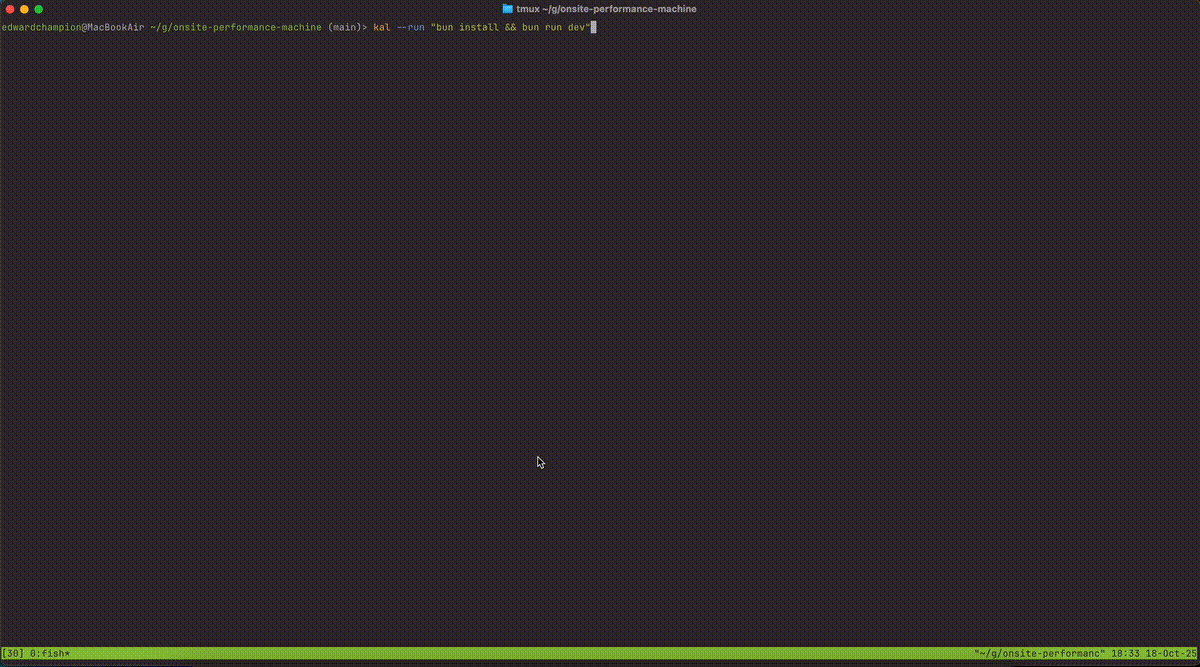 tmux ~/g/onsite-performance-machine
edwardchampion@MacBookAir ~/g/onsite-performance-machine (main)> kal --run "bun install && bun run dev"
[30] 0:fish* "~/g/onsite-performanc" 18:33 18-Oct-25